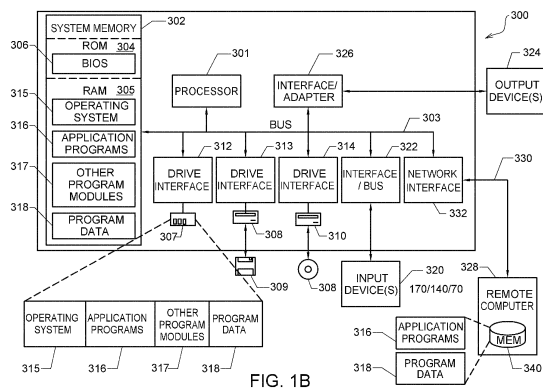 SYSTEM MEMORY
302
300
306
ROM 304
BIOS
301
326
324
315
RAM 305
OPERATING
SYSTEM
PROCESSOR
INTERFACE/
ADAPTER
OUTPUT
DEVICE(S)
316
APPLICATION
PROGRAMS
BUS
303
317
OTHER
PROGRAM
MODULES
312
313
314
322
330
DRIVE
INTERFACE
DRIVE
INTERFACE
DRIVE
INTERFACE
INTERFACE
/ BUS
NETWORK
INTERFACE
332
318
PROGRAM
DATA
307
308
310
309
308
INPUT
DEVICE(S)
320
170/140/70
328
REMOTE
COMPUTER
MEM
340
OPERATING
SYSTEM
APPLICATION
PROGRAMS
OTHER
PROGRAM
MODULES
PROGRAM
DATA
315
316
317
318
316
APPLICATION
PROGRAMS
318
PROGRAM
DATA
FIG. 1B